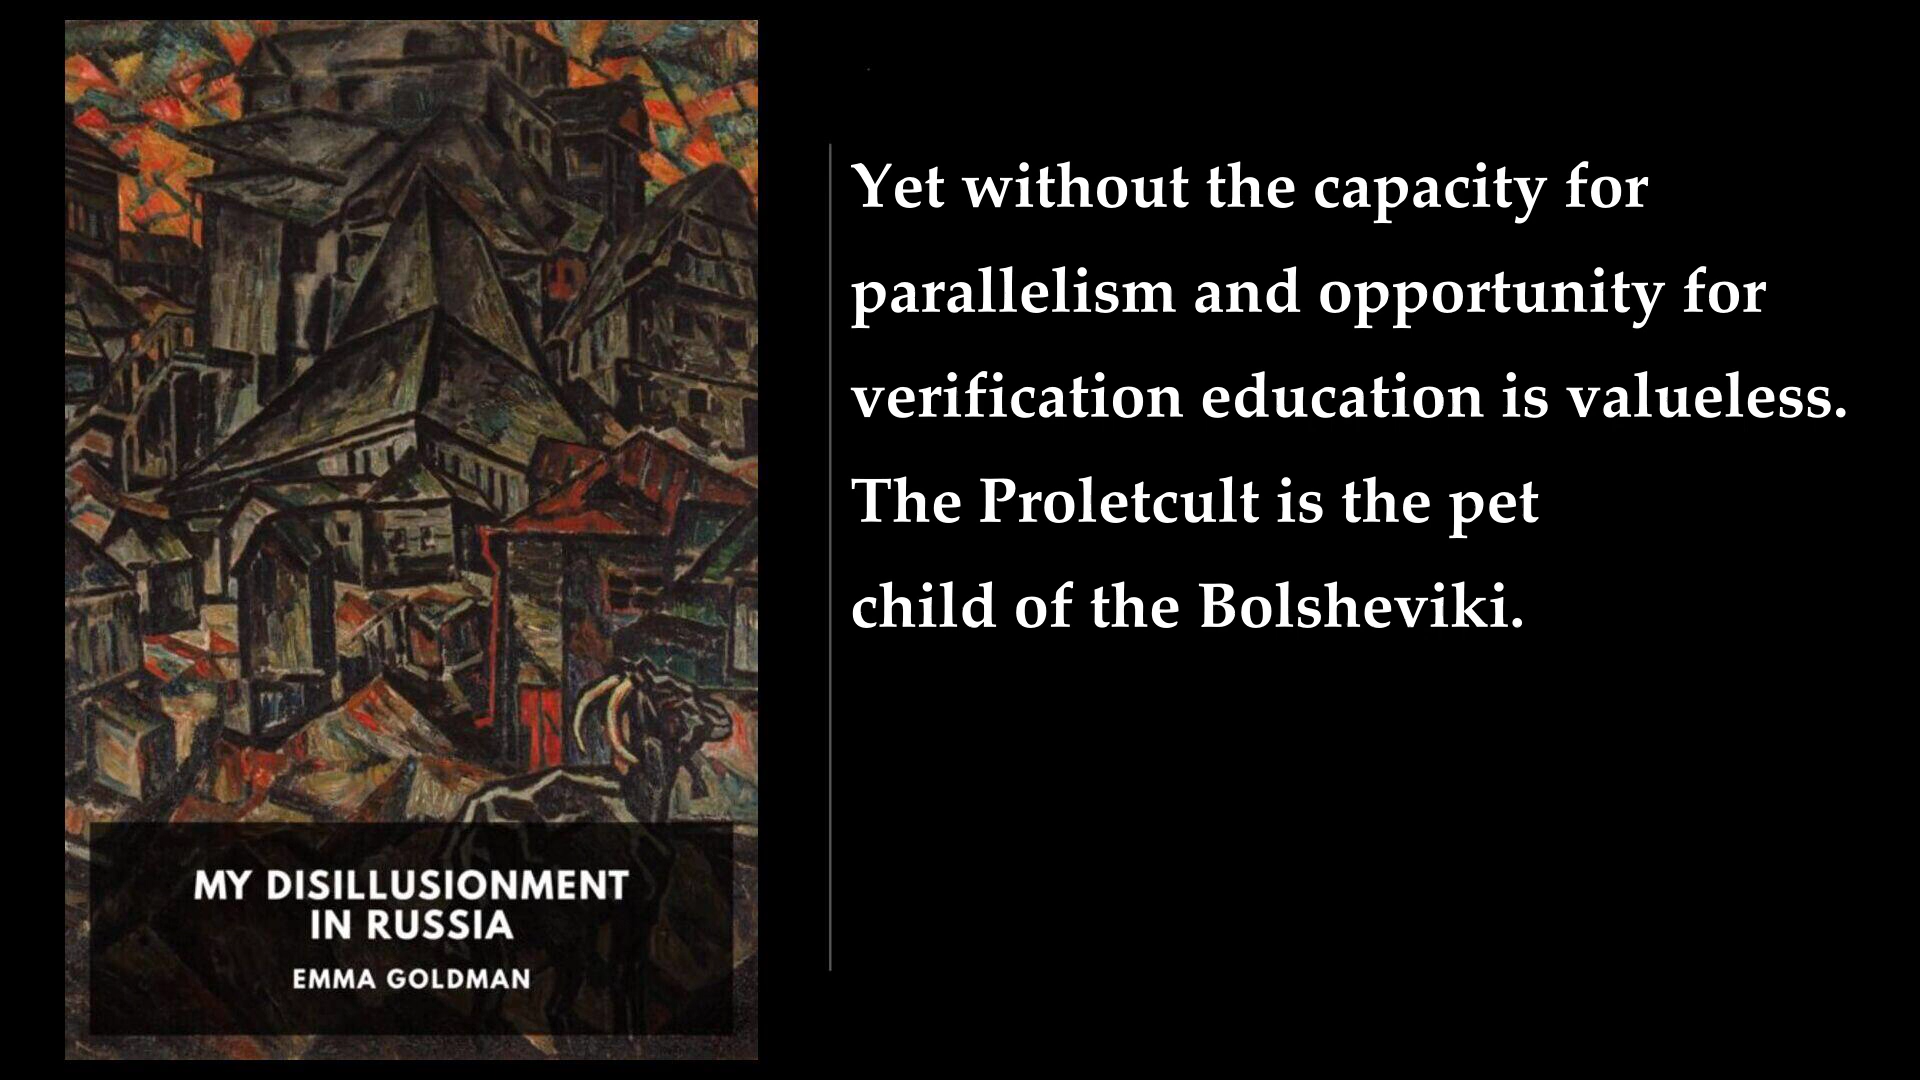 MY DISILLUSIONMENT
IN RUSSIA
EMMA GOLDMAN
Yet without the capacity for
parallelism and opportunity for
verification education is valueless.
The Proletcult is the pet
child of the Bolsheviki.